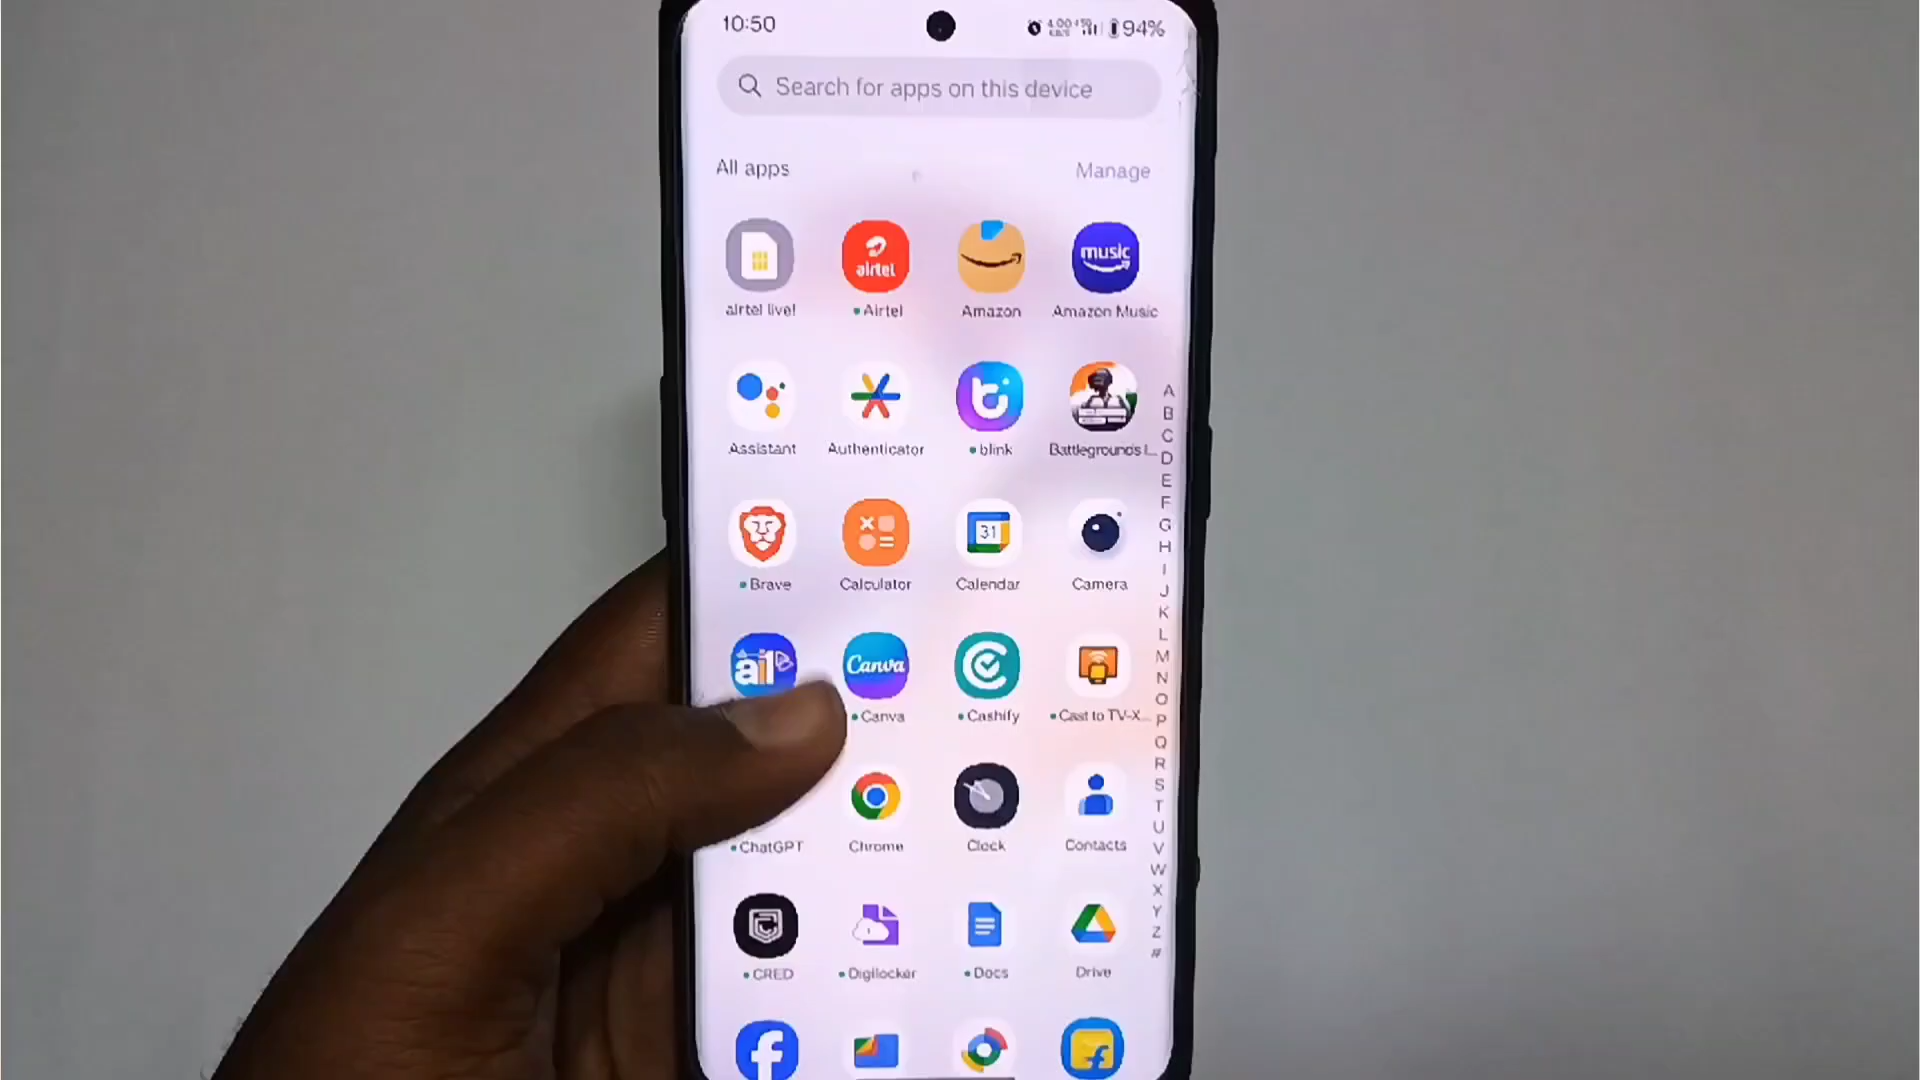 10:50
94%
Search for apps on this device
All apps
Manage
airtel
music
airtel live!
Airtel
Amazon
Amazon Music
Assistant
Authenticator
blink
Battlegrounds I...
31
Brave
Calculator
Calendar
Camera
Canva
Canva
Cashify
Cast to TV-X...
ChatGPT
Chrome
Clock
Contacts
CRED
Digilocker
Docs
Drive
A
B
C
D
E
F
G
H
I
J
K
L
M
N
O
P
Q
R
S
T
U
V
W
X
Y
Z
#